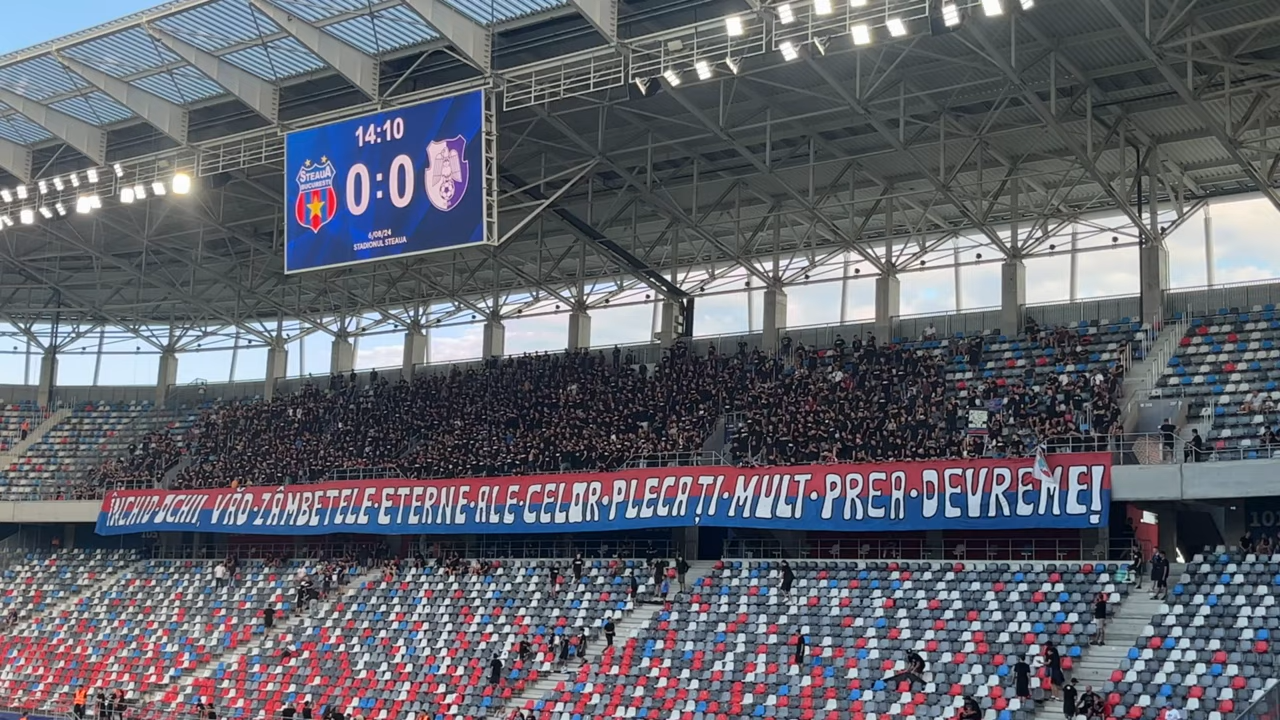 14:10
STEAUA
BUCUREȘTI
0:0
6/08/24
STADIONUL STEAUA
ÎNCHID OCHII, VĂD·ZÂMBETELE·ETERNE·ALE·CELOR·PLECAȚI·MULT·PREA·DEVREME!
103